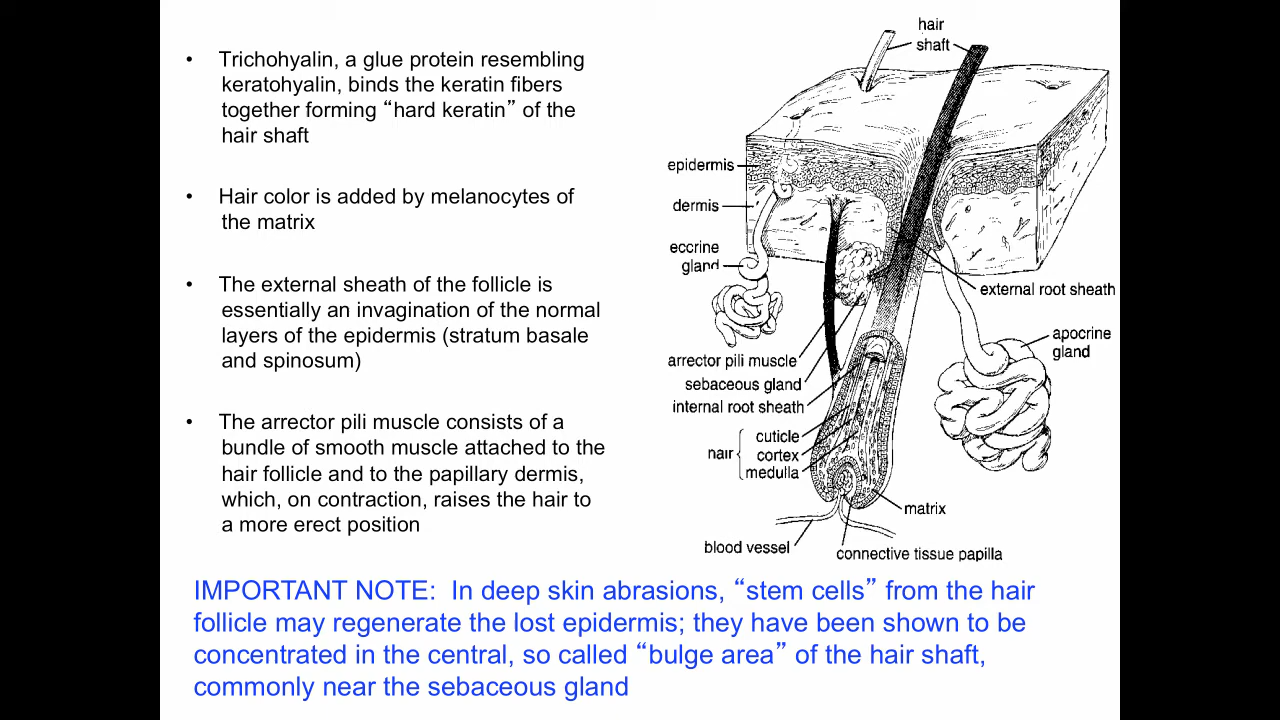 • Trichohyalin, a glue protein resembling
keratohyalin, binds the keratin fibers
together forming “hard keratin” of the
hair shaft
• Hair color is added by melanocytes of
the matrix
• The external sheath of the follicle is
essentially an invagination of the normal
layers of the epidermis (stratum basale
and spinosum)
• The arrector pili muscle consists of a
bundle of smooth muscle attached to the
hair follicle and to the papillary dermis,
which, on contraction, raises the hair to
a more erect position
hair
shaft
epidermis
dermis
eccrine
gland
external root sheath
apocrine
gland
arrector pili muscle
sebaceous gland
internal root sheath
hair
cuticle
cortex
medulla
matrix
blood vessel
connective tissue papilla
IMPORTANT NOTE: In deep skin abrasions, “stem cells” from the hair
follicle may regenerate the lost epidermis; they have been shown to be
concentrated in the central, so called “bulge area” of the hair shaft,
commonly near the sebaceous gland